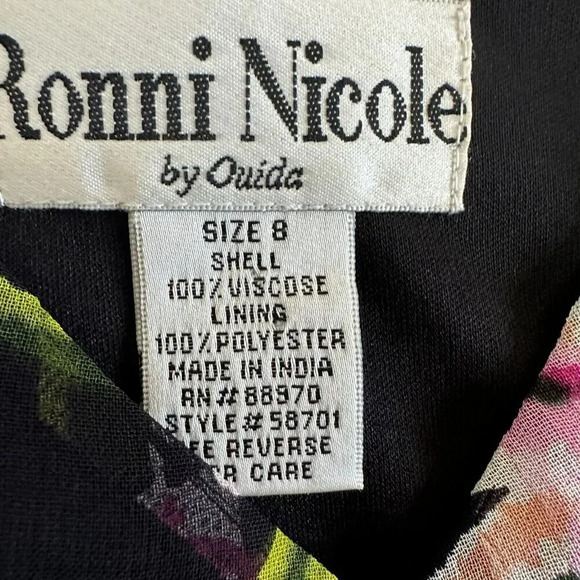 Ronni Nicole
by Ouida
SIZE 8
SHELL
100% VISCOSE
LINING
100% POLYESTER
MADE IN INDIA
RN# 88970
STYLE# 58701
REVERSE
CARE